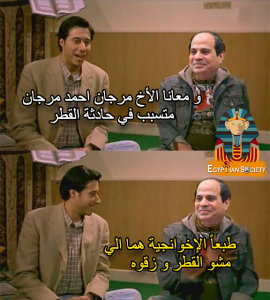 و معانا الأخ مرجان احمد مرجان
متسبب في حادثة القطر
EGYPTIAN SOCIETY
طبعاً الإخوانجية هما الي
مشو القطر و زقوه